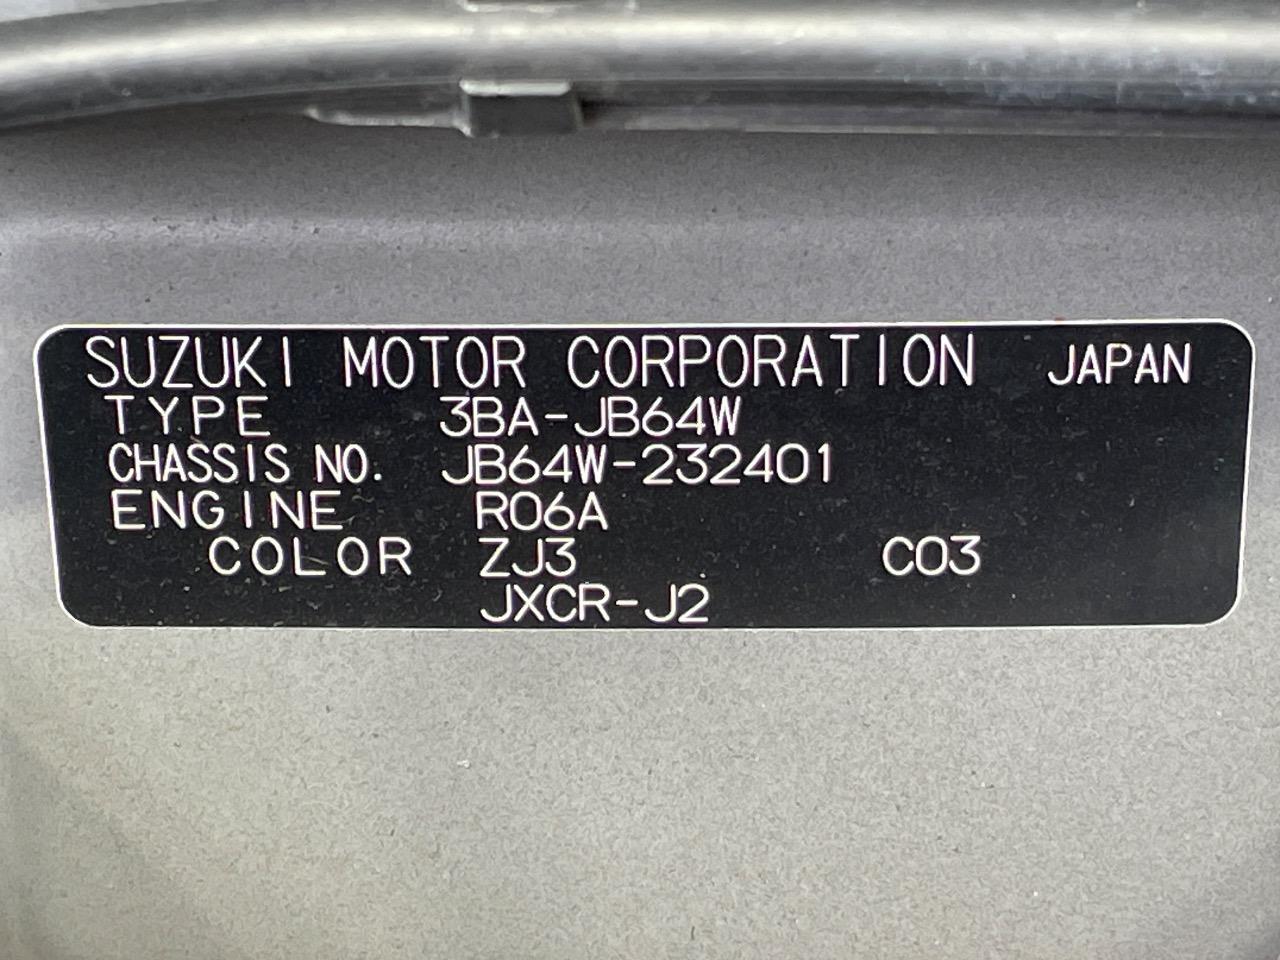 SUZUKI MOTOR CORPORATION JAPAN
TYPE 3BA-JB64W
CHASSIS NO. JB64W-232401
ENGINE R06A
COLOR ZJ3 C03
JXCR-J2